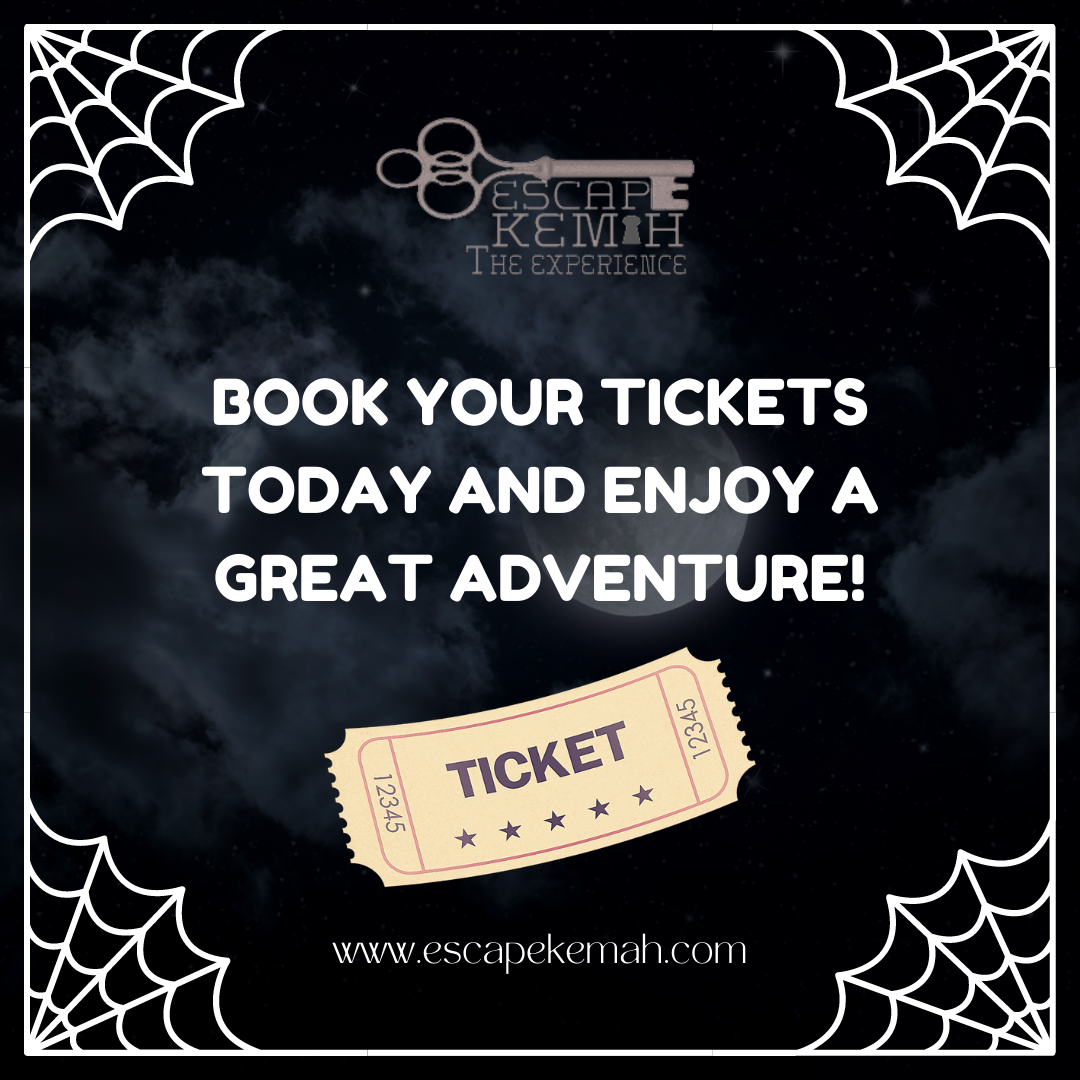 ESCAPE
KEMAH
THE EXPERIENCE
BOOK YOUR TICKETS
TODAY AND ENJOY A
GREAT ADVENTURE!
TICKET
12345
12345
www.escapekemah.com